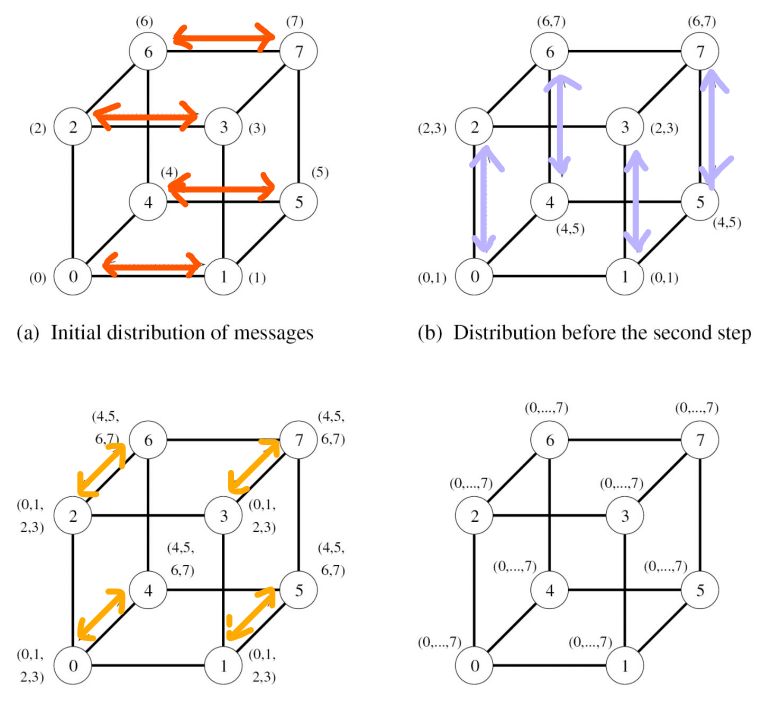 (6) (7)
6 7
(2) 2 3 (3)
(4) (5)
4 5
(0) 0 1 (1)
(a) Initial distribution of messages
(6,7) (6,7)
6 7
(2,3) 2 3 (2,3)
4 5
(4,5) (4,5)
(0,1) 0 1 (0,1)
(b) Distribution before the second step
(4,5, (4,5,
6,7) 6 7 6,7)
(0,1, (0,1,
2,3) 2 3 2,3)
(4,5, (4,5,
6,7) 4 5 6,7)
(0,1, (0,1,
2,3) 0 1 2,3)
(0,...,7) (0,...,7)
6 7
(0,...,7) (0,...,7)
2 3
(0,...,7) (0,...,7)
4 5
(0,...,7) (0,...,7)
0 1